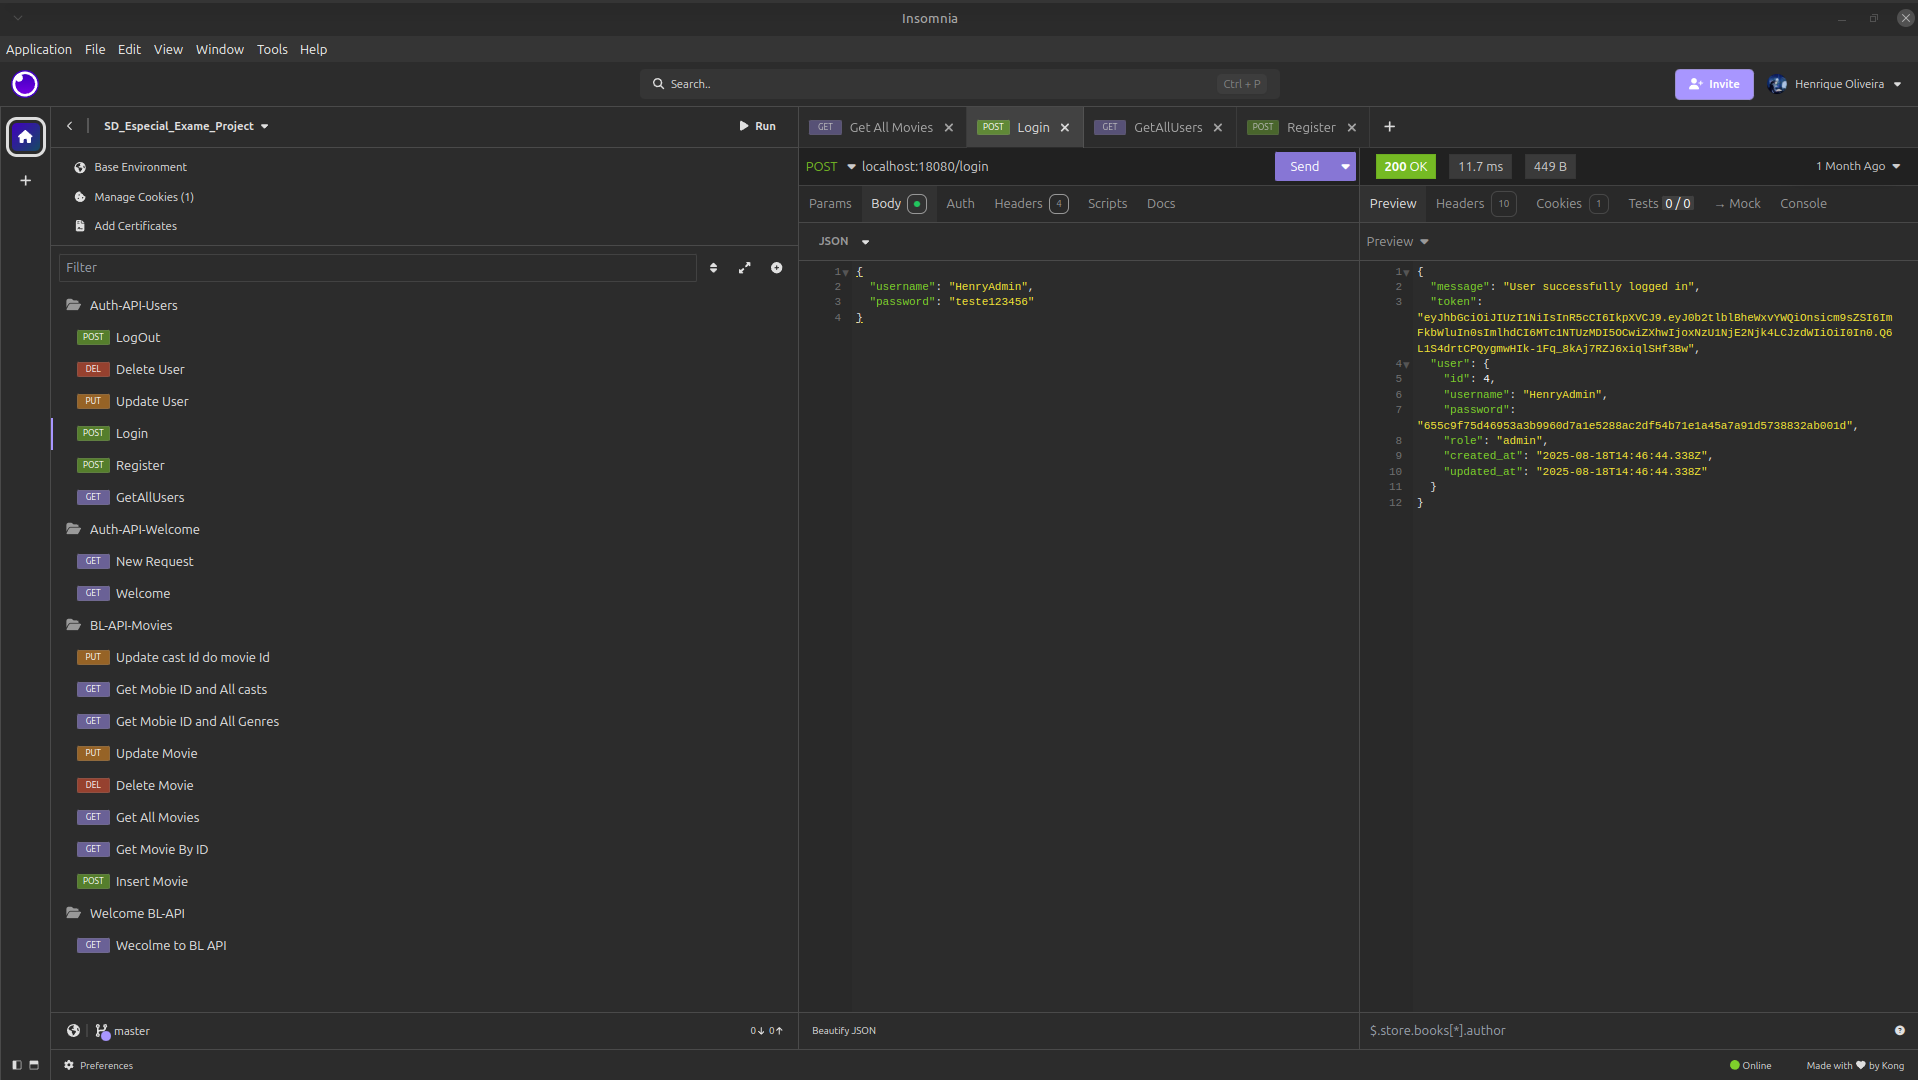 Insomnia
Application File Edit View Window Tools Help
Search.. Ctrl + P
Invite
Henrique Oliveira
SD_Especial_Exame_Project
Run
Base Environment
Manage Cookies (1)
Add Certificates
Filter
Auth-API-Users
POST LogOut
DEL Delete User
PUT Update User
POST Login
POST Register
GET GetAllUsers
Auth-API-Welcome
GET New Request
GET Welcome
BL-API-Movies
PUT Update cast Id do movie Id
GET Get Mobie ID and All casts
GET Get Mobie ID and All Genres
PUT Update Movie
DEL Delete Movie
GET Get All Movies
GET Get Movie By ID
POST Insert Movie
Welcome BL-API
GET Wecolme to BL API
master
0↓ 0↑
GET Get All Movies POST Login GET GetAllUsers POST Register
POST localhost:18080/login
Send
Params Body Auth Headers 4 Scripts Docs
JSON
1 {
2 "username": "HenryAdmin",
3 "password": "teste123456"
4 }
Beautify JSON
200 OK 11.7 ms 449 B
1 Month Ago
Preview Headers 10 Cookies 1 Tests 0 / 0 → Mock Console
Preview
1 {
2 "message": "User successfully logged in",
3 "token":
"eyJhbGciOiJIUzI1NiIsInR5cCI6IkpXVCJ9.eyJ0b2tlblBheWxvYWQiOnsicm9sZSI6Im
FkbWluIn0sImlhdCI6MTc1NTUzMDI5OCwiZXhwIjoxNzU1NjE2Njk4LCJzdWIiOiI0In0.Q6
L1S4drtCPQygmwHIk-1Fq_8kAj7RZJ6xiqlSHf3Bw",
4 "user": {
5 "id": 4,
6 "username": "HenryAdmin",
7 "password":
"655c9f75d46953a3b9960d7a1e5288ac2df54b71e1a45a7a91d5738832ab001d",
8 "role": "admin",
9 "created_at": "2025-08-18T14:46:44.338Z",
10 "updated_at": "2025-08-18T14:46:44.338Z"
11 }
12 }
$.store.books[*].author
Preferences
Online
Made with ♥ by Kong